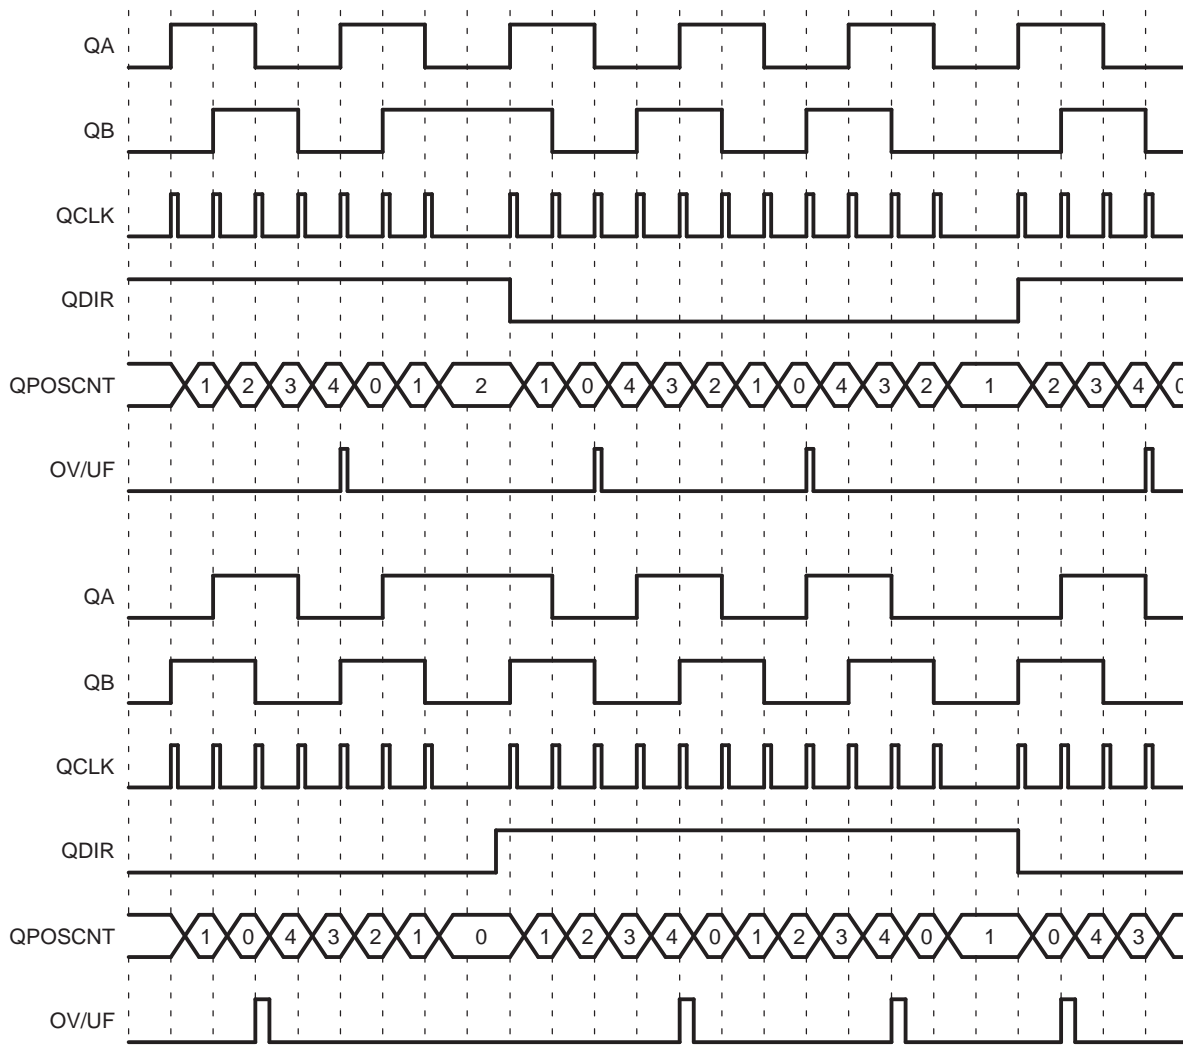 QA
QB
QCLK
QDIR
QPOSCNT 1 2 3 4 0 1 2 1 0 4 3 2 1 0 4 3 2 1 2 3 4 0
OV/UF
QA
QB
QCLK
QDIR
QPOSCNT 1 0 4 3 2 1 0 1 2 3 4 0 1 2 3 4 0 1 0 4 3
OV/UF